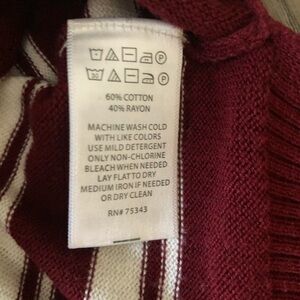 60% COTTON
40% RAYON
MACHINE WASH COLD
WITH LIKE COLORS
USE MILD DETERGENT
ONLY NON-CHLORINE
BLEACH WHEN NEEDED
LAY FLAT TO DRY
MEDIUM IRON IF NEEDED
OR DRY CLEAN
RN# 75343